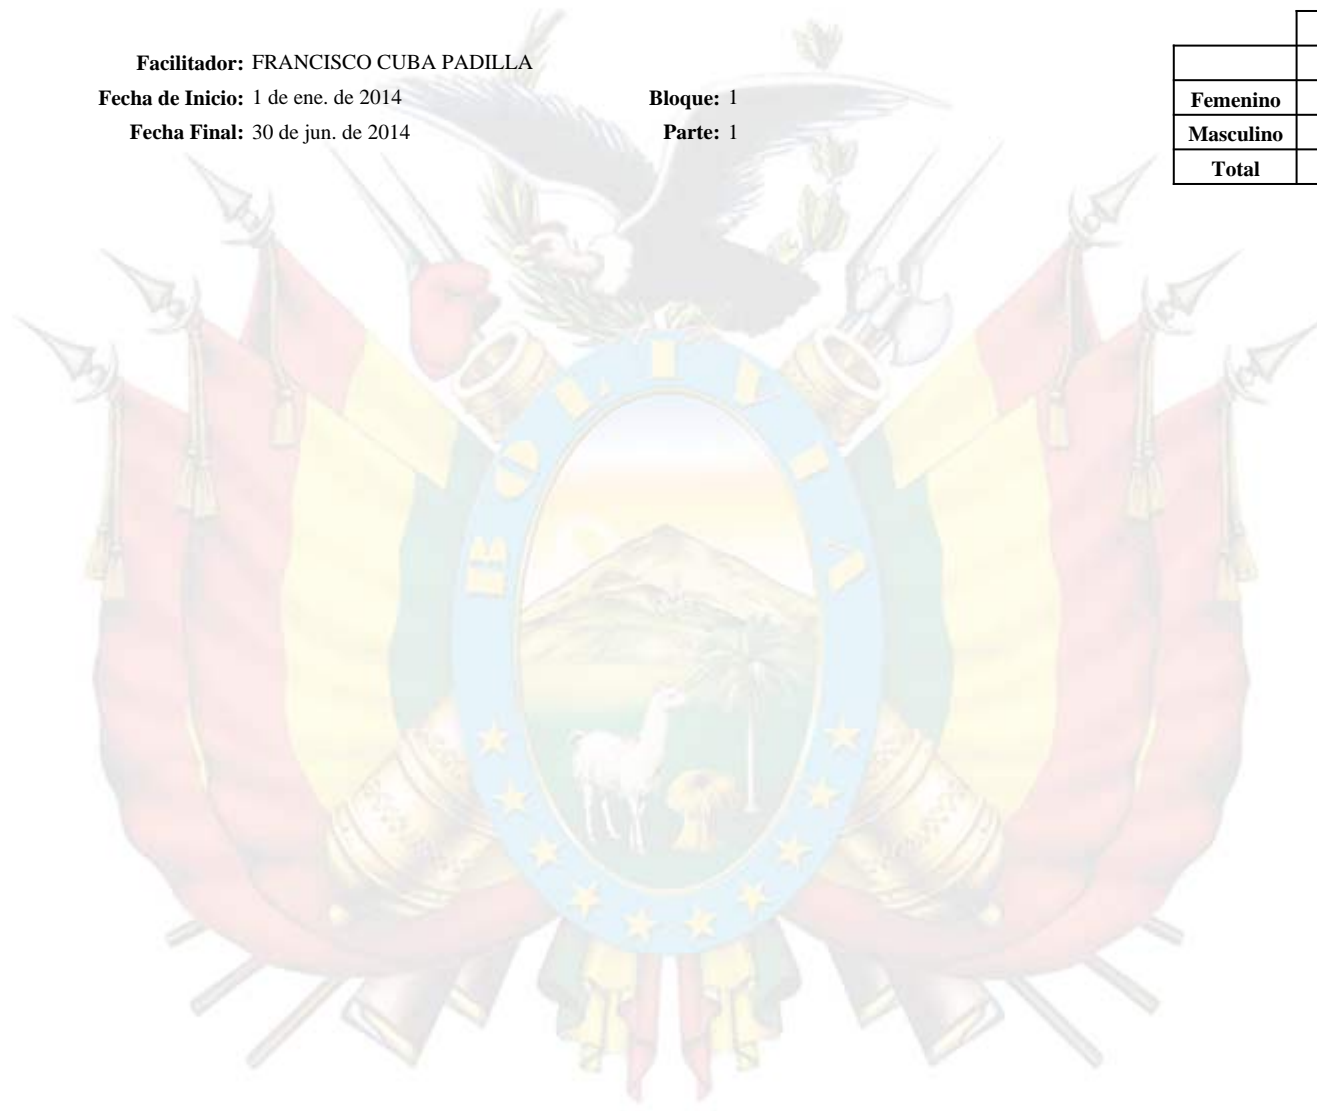 Facilitador: FRANCISCO CUBA PADILLA
Fecha de Inicio: 1 de ene. de 2014 Bloque: 1
Fecha Final: 30 de jun. de 2014 Parte: 1
Femenino
Masculino
Total
BOLIVIA